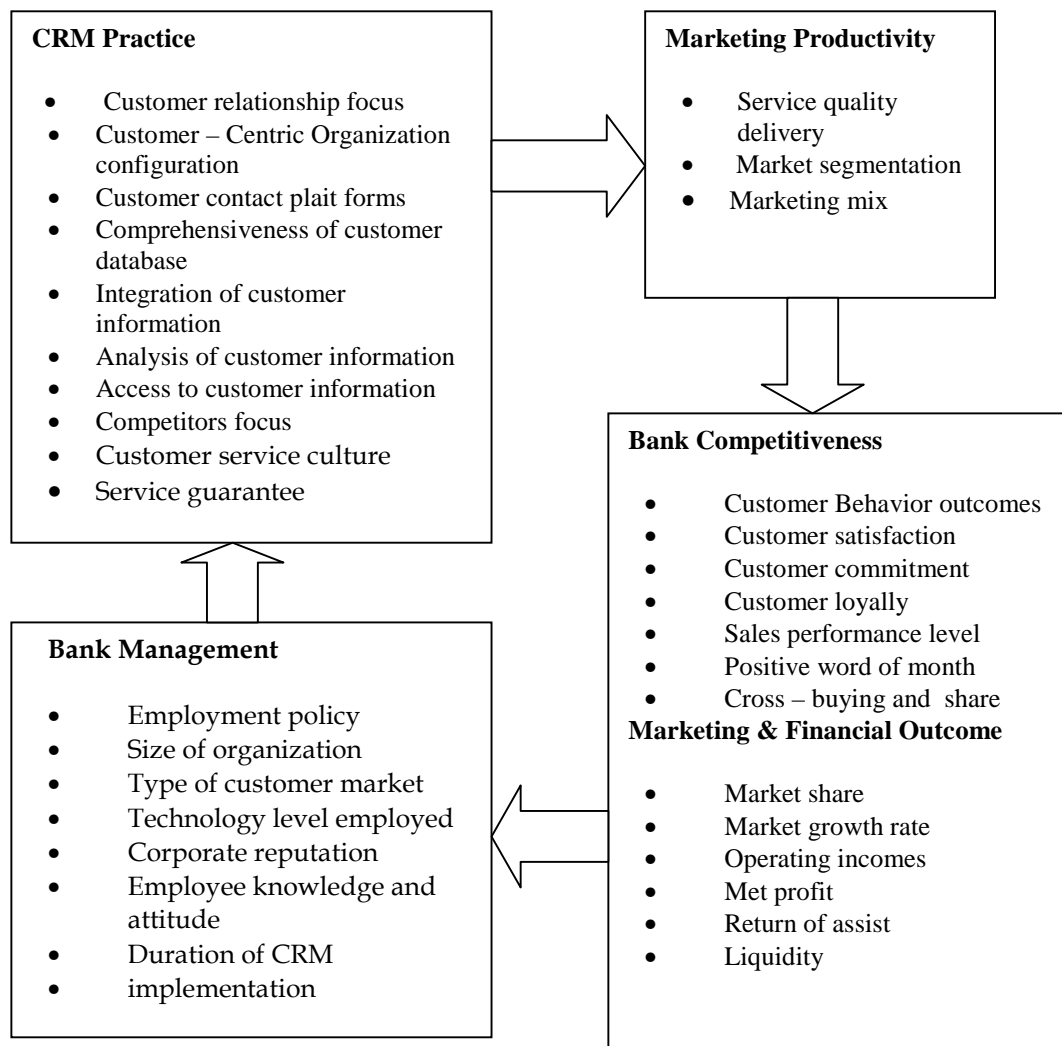 CRM Practice
• Customer relationship focus
• Customer – Centric Organization
configuration
• Customer contact plait forms
• Comprehensiveness of customer
database
• Integration of customer
information
• Analysis of customer information
• Access to customer information
• Competitors focus
• Customer service culture
• Service guarantee
Marketing Productivity
• Service quality
delivery
• Market segmentation
• Marketing mix
Bank Competitiveness
• Customer Behavior outcomes
• Customer satisfaction
• Customer commitment
• Customer loyally
• Sales performance level
• Positive word of month
• Cross – buying and share
Marketing & Financial Outcome
• Market share
• Market growth rate
• Operating incomes
• Met profit
• Return of assist
• Liquidity
Bank Management
• Employment policy
• Size of organization
• Type of customer market
• Technology level employed
• Corporate reputation
• Employee knowledge and
attitude
• Duration of CRM
• implementation